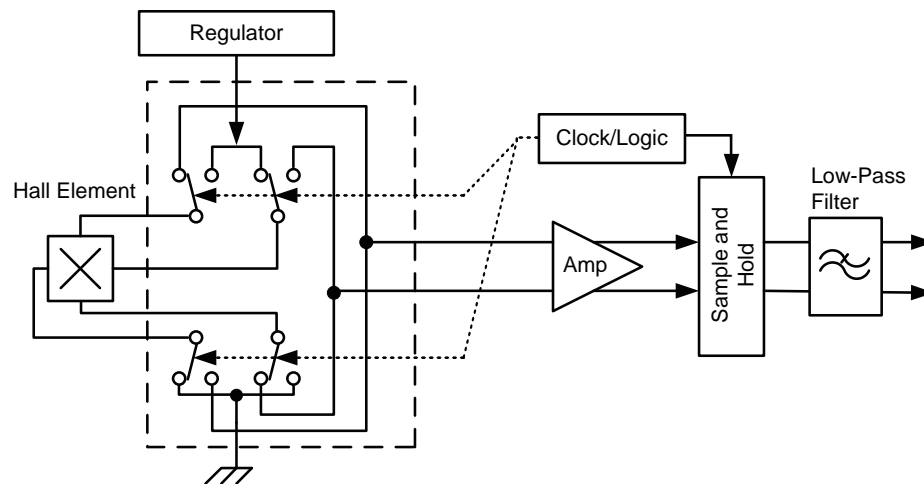 Regulator
Clock/Logic
Hall Element
Low-Pass
Filter
Amp
Sample and
Hold